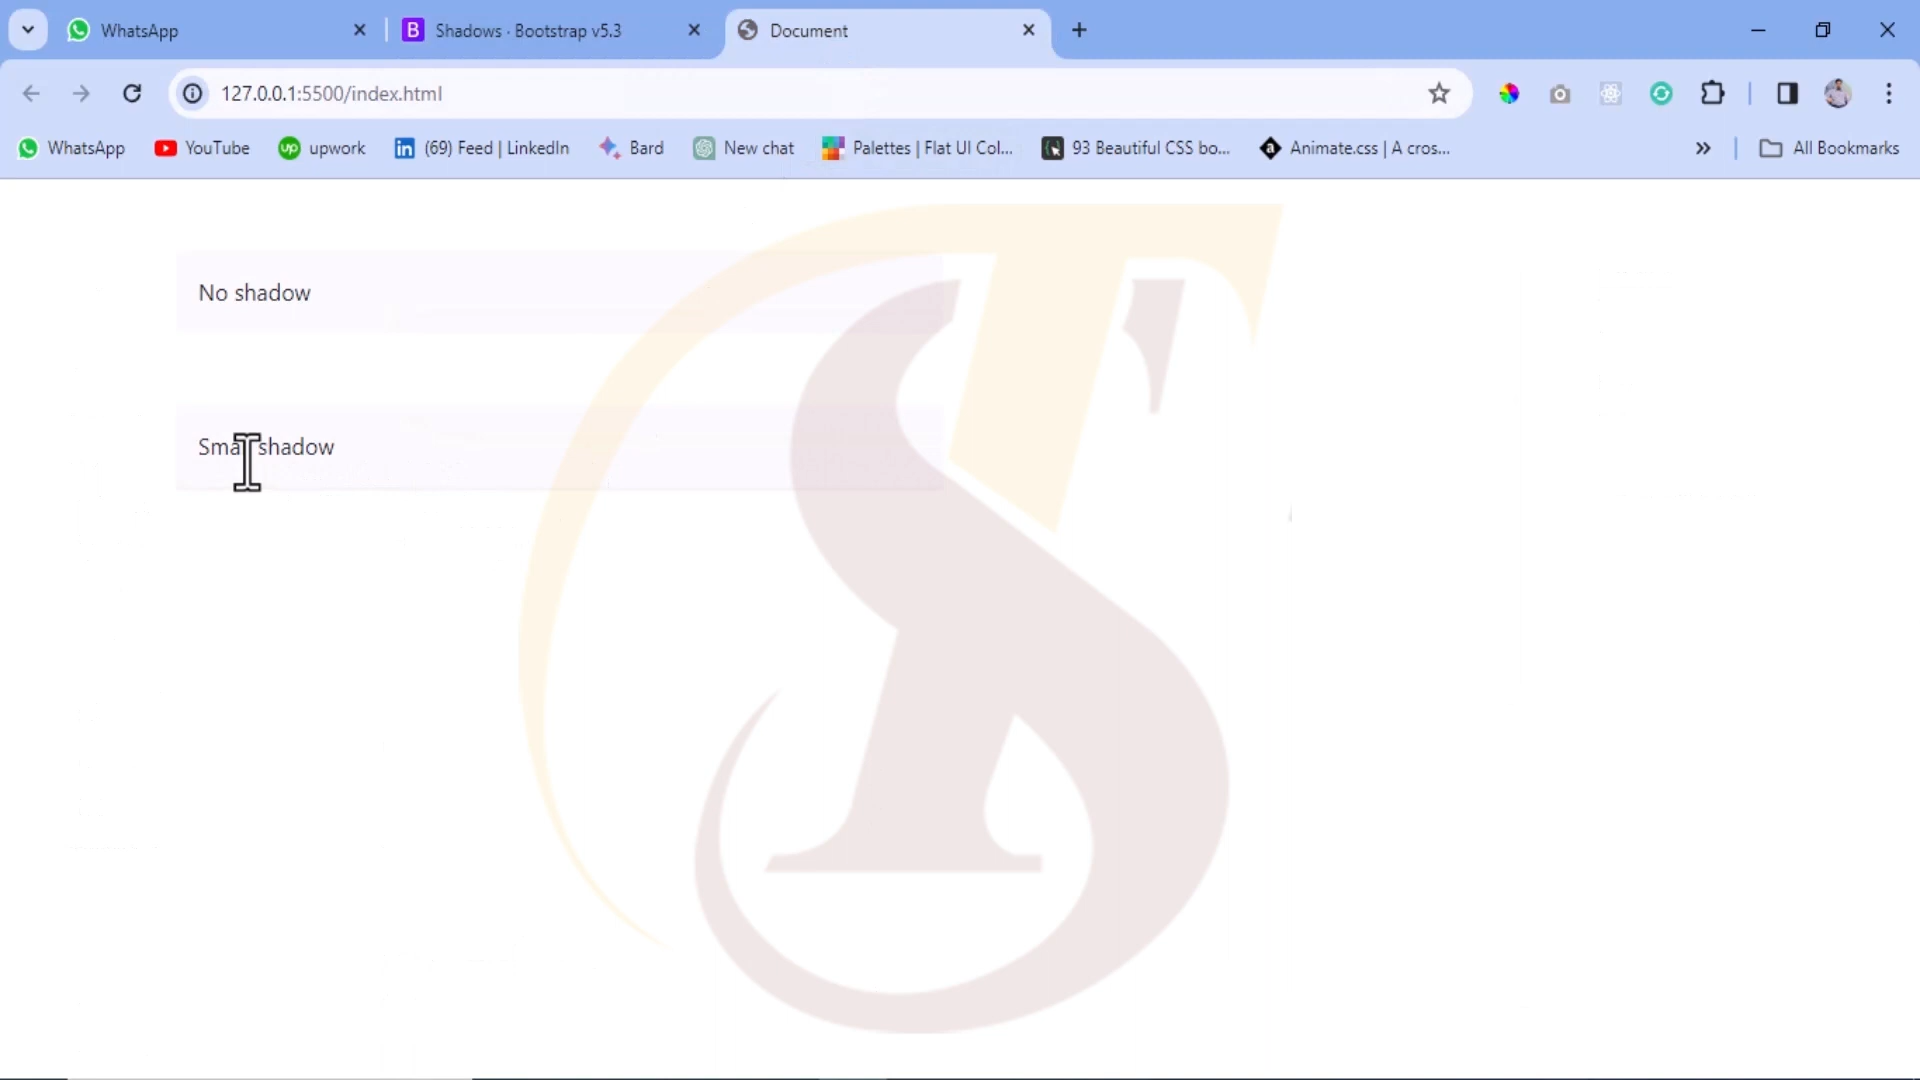 WhatsApp
Shadows · Bootstrap v5.3
Document
127.0.0.1:5500/index.html
WhatsApp
YouTube
upwork
(69) Feed | LinkedIn
Bard
New chat
Palettes | Flat UI Col...
93 Beautiful CSS bo...
Animate.css | A cros...
All Bookmarks
No shadow
Small shadow